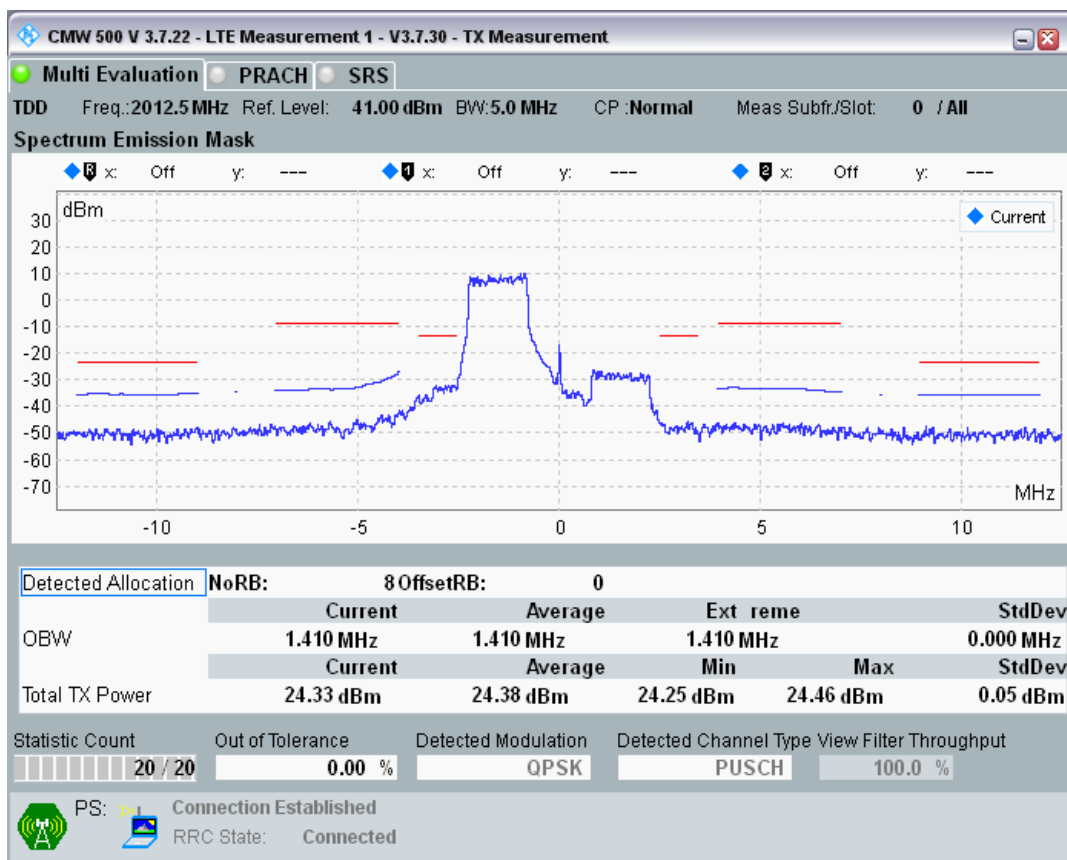 CMW 500 V 3.7.22 - LTE Measurement 1 - V3.7.30 - TX Measurement
Multi Evaluation PRACH SRS
TDD Freg.:2012.5 MHz Ref. Level: 41.00 dBm BW:5.0 MHz CP :Normal Meas Subfr./Slot: 0 / All
Spectrum Emission Mask
R x: Off y: --- 1 x: Off y: --- 2 x: Off y: ---
dBm
Current
30
20
10
0
-10
-20
-30
-40
-50
-60
-70
MHz
-10 -5 0 5 10
Detected Allocation NoRB: 8 OffsetRB: 0
Current Average Ext reme StdDev
OBW 1.410 MHz 1.410 MHz 1.410 MHz 0.000 MHz
Current Average Min Max StdDev
Total TX Power 24.33 dBm 24.38 dBm 24.25 dBm 24.46 dBm 0.05 dBm
Statistic Count Out of Tolerance Detected Modulation Detected Channel Type View Filter Throughput
20 / 20 0.00 % QPSK PUSCH 100.0 %
PS: Connection Established
RRC State: Connected